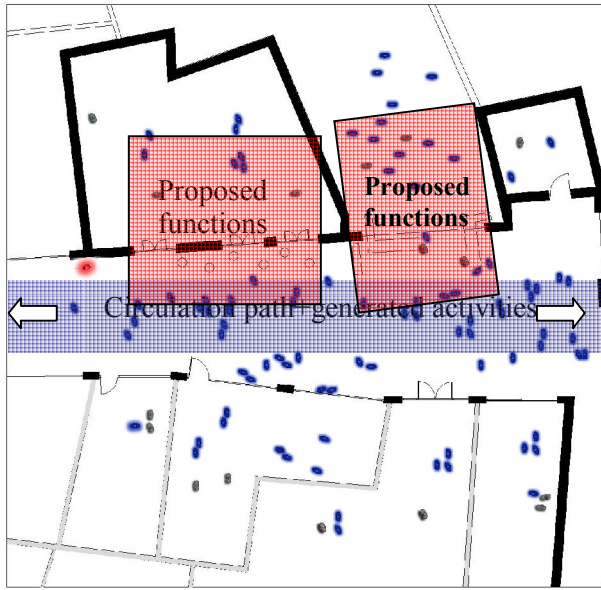 Proposed
functions
Proposed
functions
Circulation path+generated activities